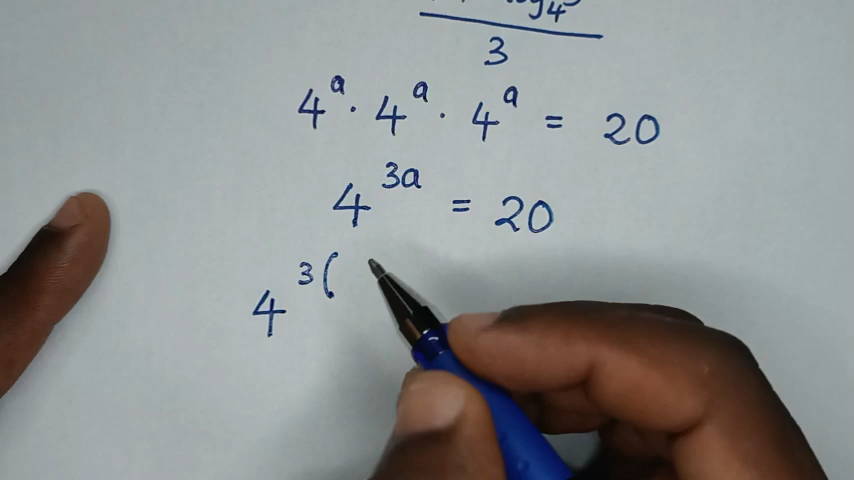 3
4^a · 4^a · 4^a = 20
4^3a = 20
4^3(